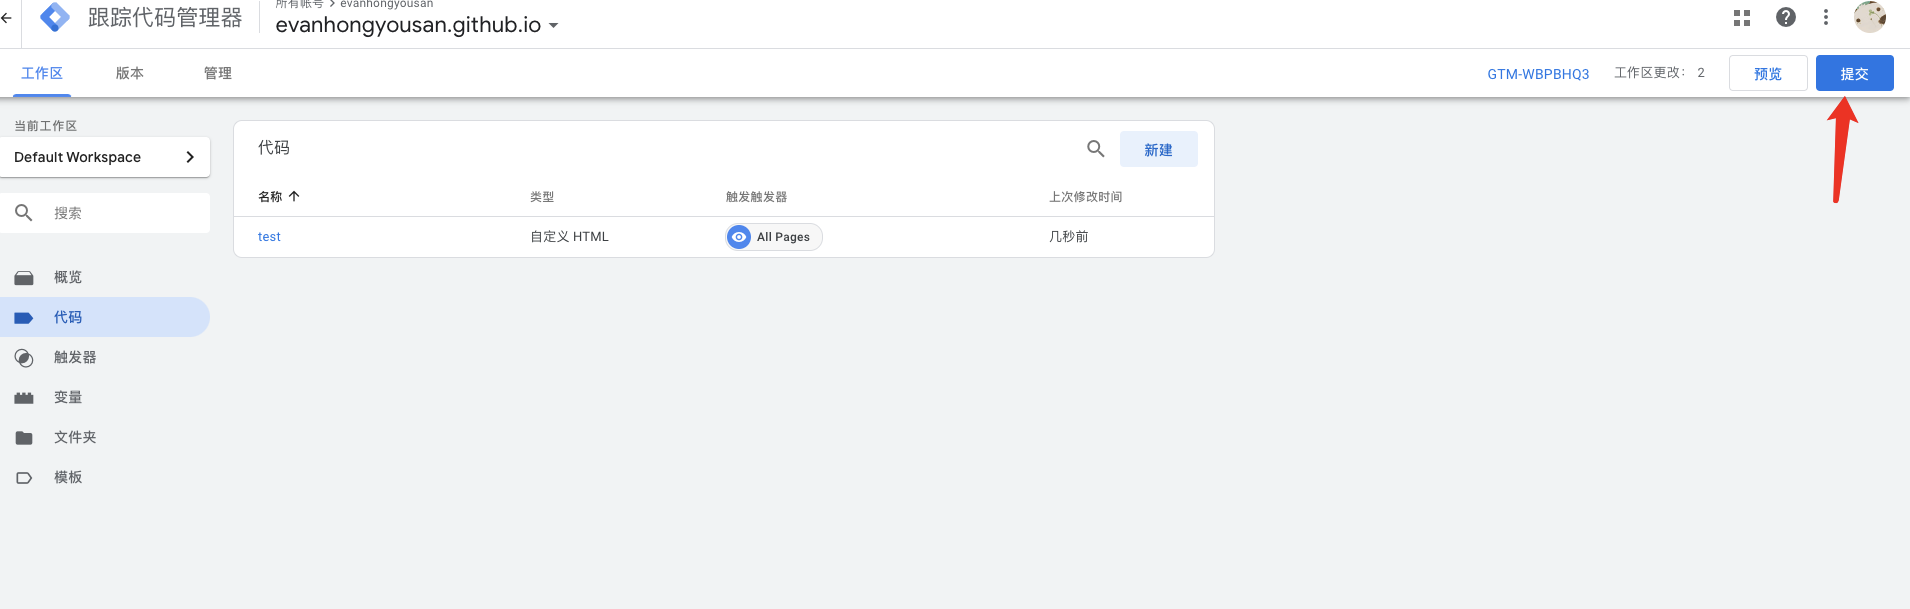 所有帐号 > evanhongyousan
跟踪代码管理器
evanhongyousan.github.io
工作区 版本 管理 GTM-WBPBHQ3 工作区更改： 2 预览 提交
当前工作区
Default Workspace
搜索
概览
代码
触发器
变量
文件夹
模板
代码 新建
名称 类型 触发触发器 上次修改时间
test 自定义 HTML All Pages 几秒前